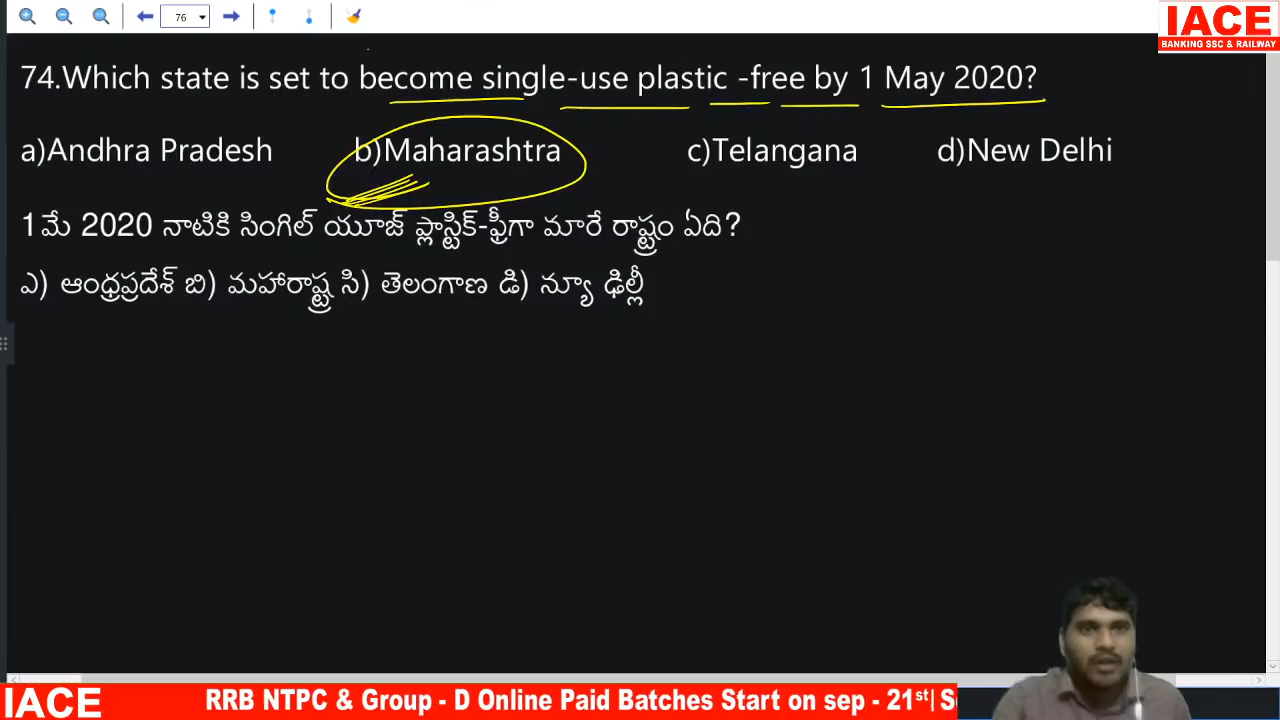 76
IACE
BANKING SSC & RAILWAY
74.Which state is set to become single-use plastic -free by 1 May 2020?
a)Andhra Pradesh b)Maharashtra c)Telangana d)New Delhi
1మే 2020 నాటికి సింగిల్ యూజ్ ప్లాస్టిక్-ఫ్రీగా మారే రాష్ట్రం ఏది?
ఎ) ఆంధ్రప్రదేశ్ బి) మహారాష్ట్ర సి) తెలంగాణ డి) న్యూ ఢిల్లీ
IACE RRB NTPC & Group - D Online Paid Batches Start on sep - 21st|